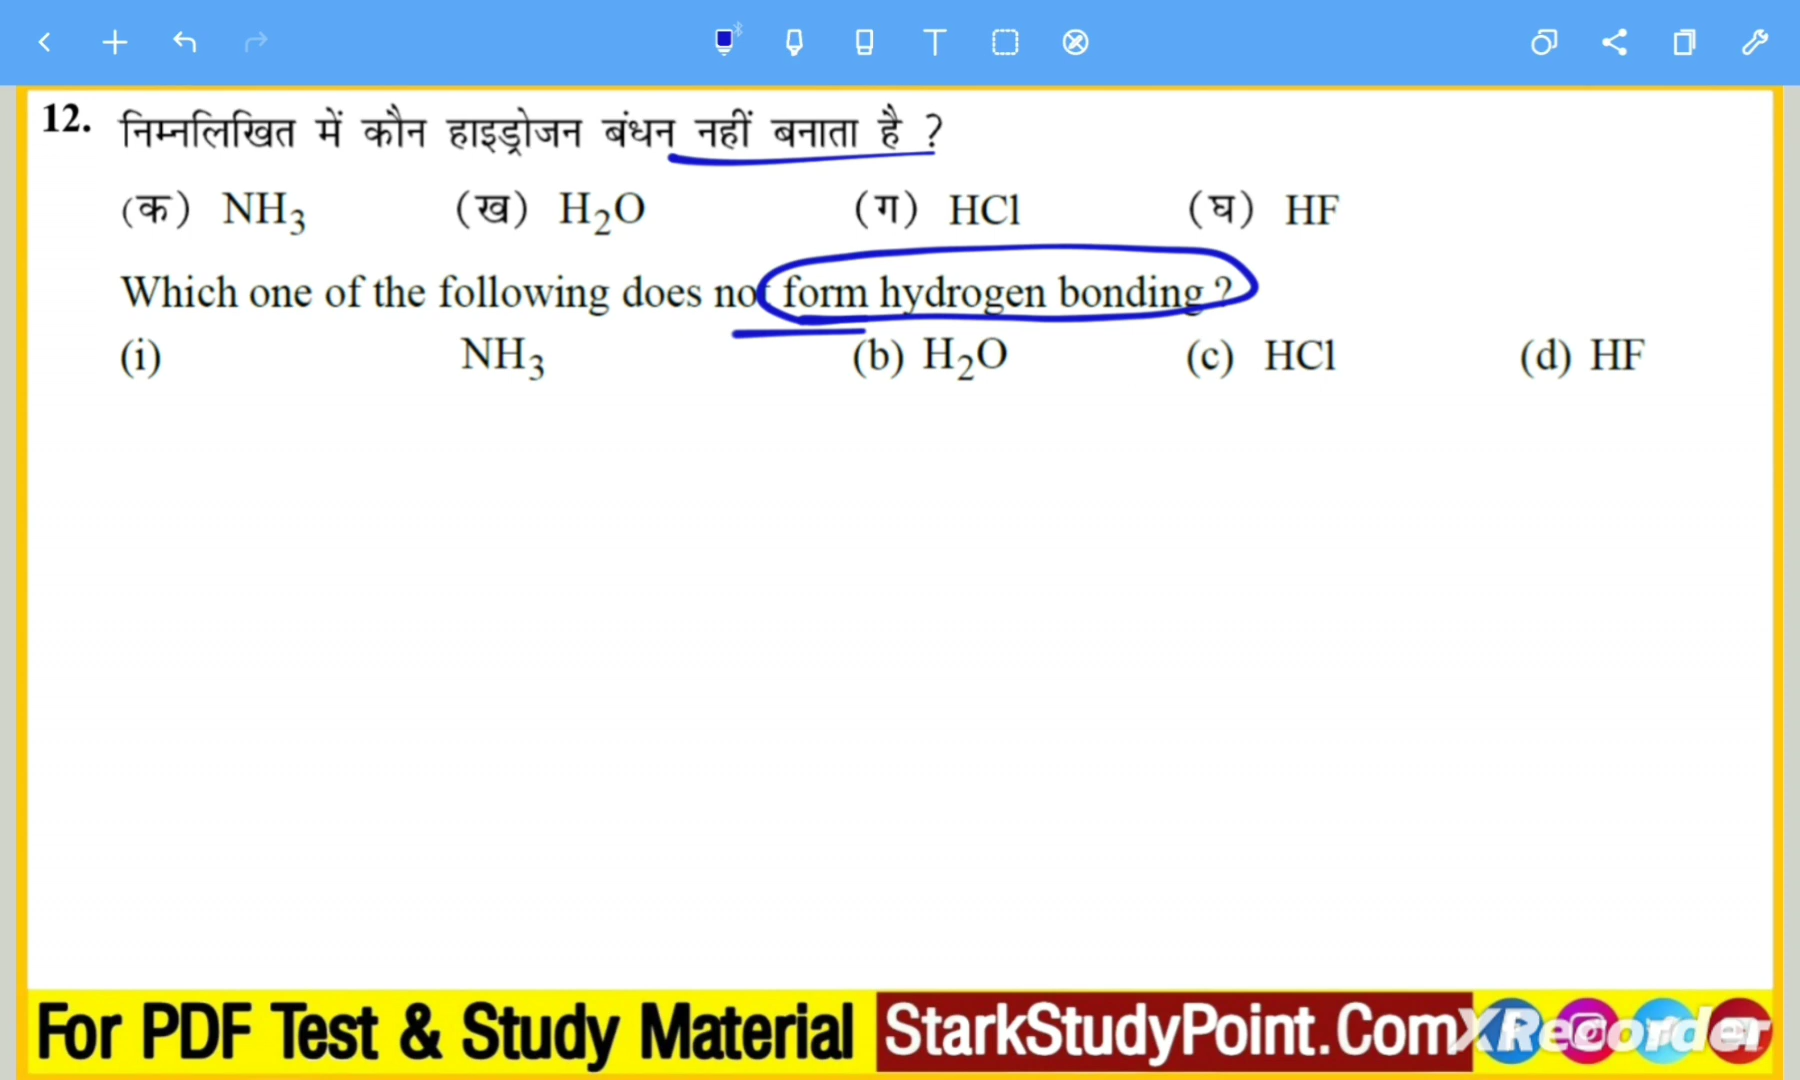 12. निम्नलिखित में कौन हाइड्रोजन बंधन नहीं बनाता है ?
(क) NH3 (ख) H2O (ग) HCl (घ) HF
Which one of the following does not form hydrogen bonding ?
(i) NH3 (b) H2O (c) HCl (d) HF
For PDF Test & Study Material StarkStudyPoint.Com XRecorder